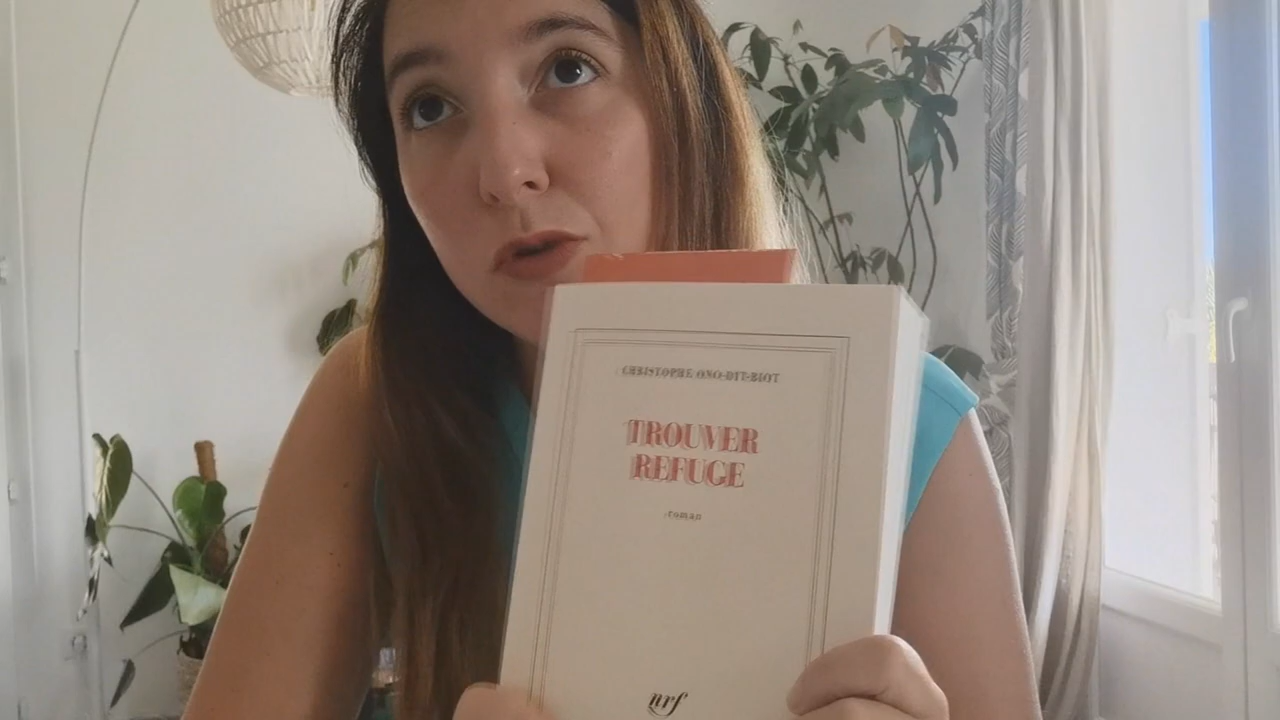 CHRISTOPHE ONO-DIT-BIOT
TROUVER
REFUGE
roman
nrf